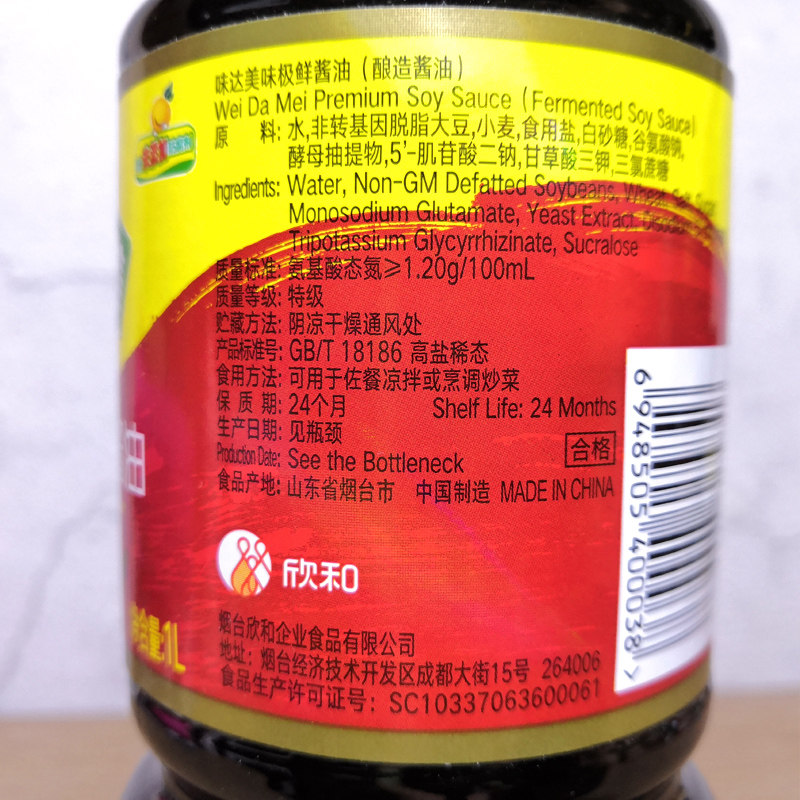 味达美味极鲜酱油（酿造酱油）
Wei Da Mei Premium Soy Sauce (Fermented Soy Sauce)
原 料: 水,非转基因脱脂大豆,小麦,食用盐,白砂糖,谷氨酸钠,
酵母抽提物,5'-肌苷酸二钠,甘草酸三钾,三氯蔗糖
Ingredients: Water, Non-GM Defatted Soybeans, Wheat, Salt,
Monosodium Glutamate, Yeast Extract, Disodium
Tripotassium Glycyrrhizinate, Sucralose
质量标准: 氨基酸态氮≥1.20g/100mL
质量等级: 特级
贮藏方法: 阴凉干燥通风处
产品标准号: GB/T 18186 高盐稀态
食用方法: 可用于佐餐凉拌或烹调炒菜
保 质 期: 24个月 Shelf Life: 24 Months
生产日期: 见瓶颈
Production Date: See the Bottleneck
合格
食品产地: 山东省烟台市 中国制造 MADE IN CHINA
油
欣和
净含量:1L
烟台欣和企业食品有限公司
地址: 烟台经济技术开发区成都大街15号 264006
食品生产许可证号: SC10337063600061
6 948505 400038 >